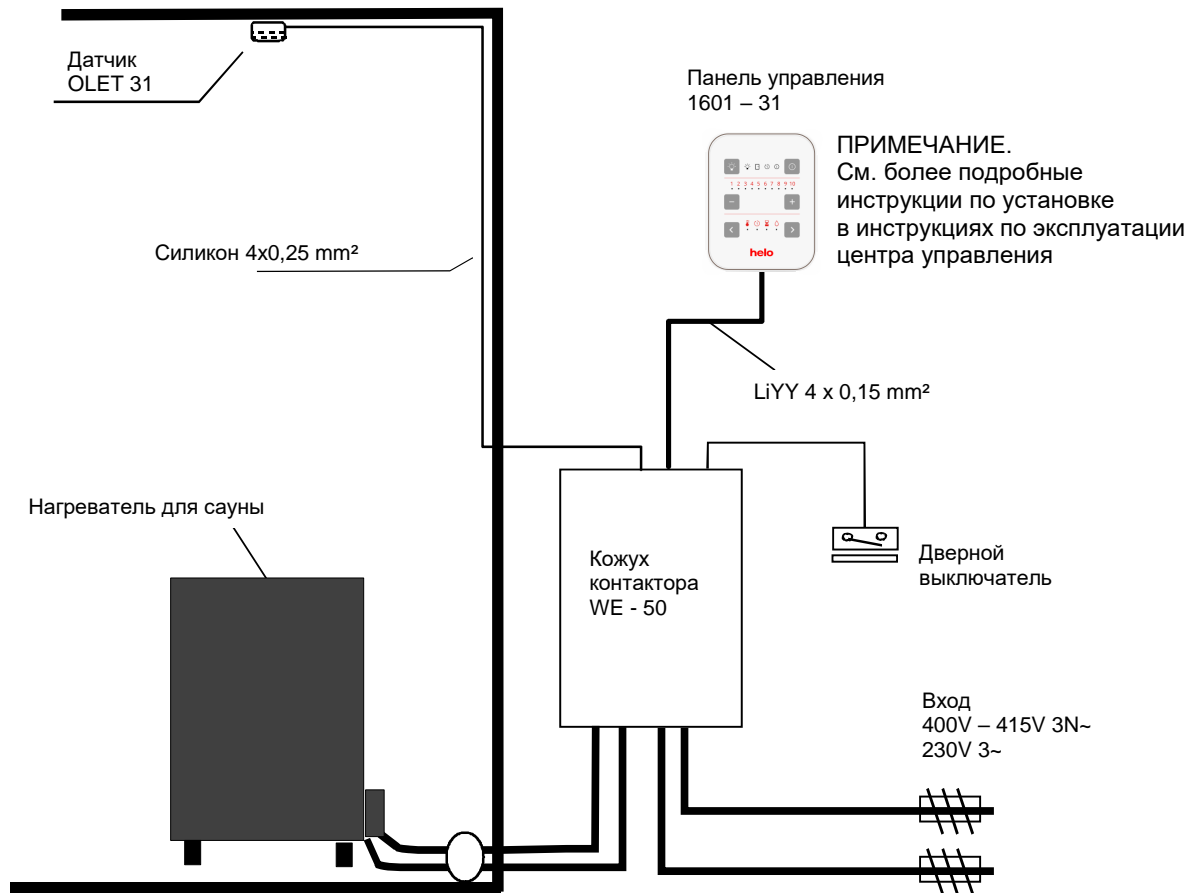 Датчик
OLET 31
Панель управления
1601 – 31
ПРИМЕЧАНИЕ.
См. более подробные
инструкции по установке
в инструкциях по эксплуатации
центра управления
1 2 3 4 5 6 7 8 9 10
helo
Силикон 4x0,25 mm²
LiYY 4 x 0,15 mm²
Нагреватель для сауны
Кожух
контактора
WE - 50
Дверной
выключатель
Вход
400V – 415V 3N~
230V 3~